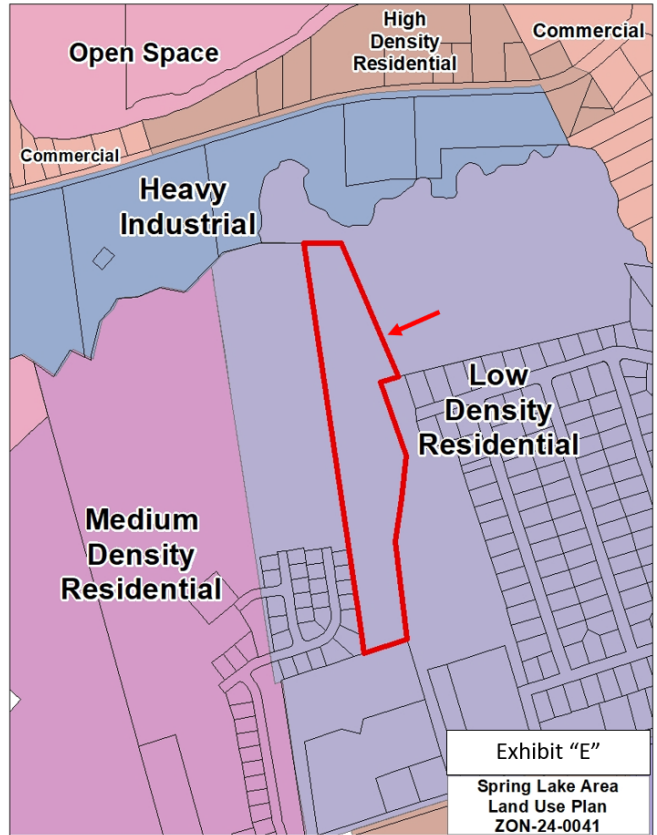 High
Density
Residential
Commercial
Open Space
Commercial
Heavy
Industrial
Low
Density
Residential
Medium
Density
Residential
Exhibit “E”
Spring Lake Area
Land Use Plan
ZON-24-0041